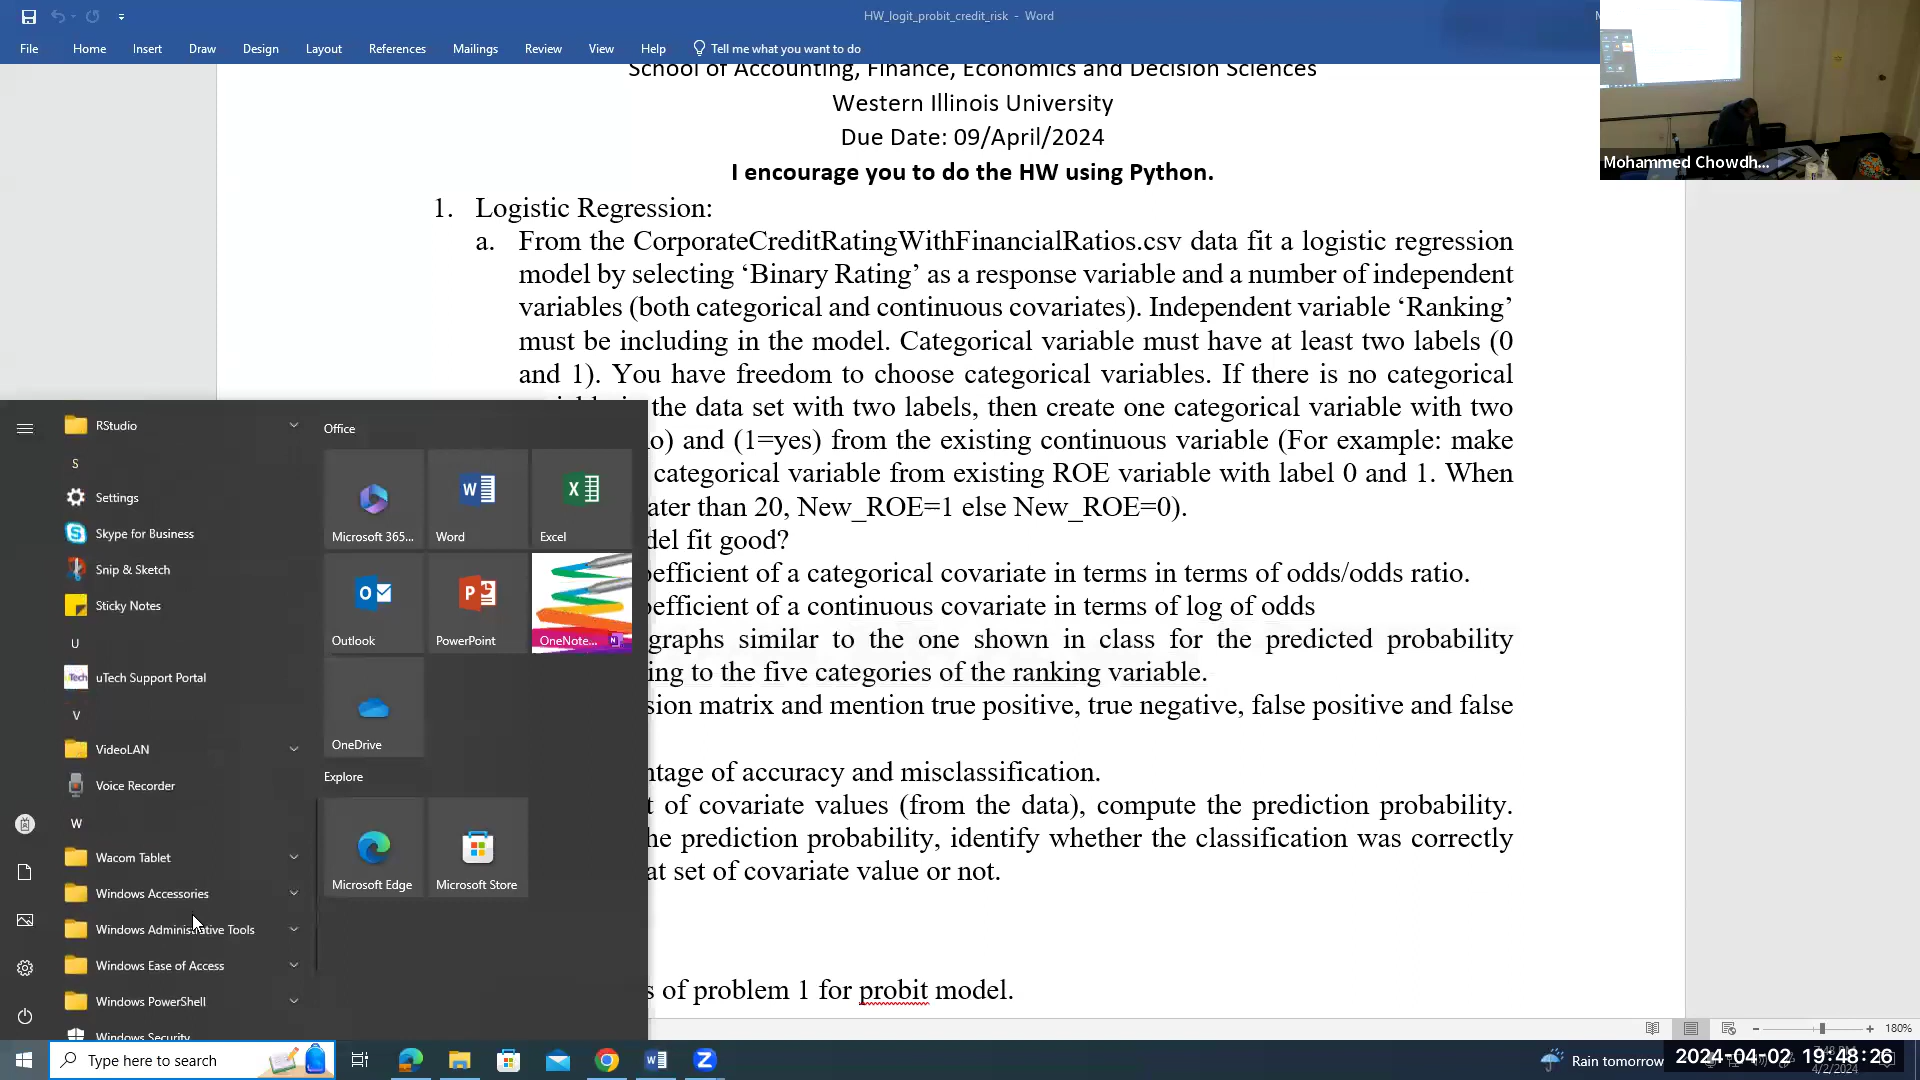 HW_logit_probit_credit_risk - Word
File Home Insert Draw Design Layout References Mailings Review View Help Tell me what you want to do
School of Accounting, Finance, Economics and Decision Sciences
Western Illinois University
Due Date: 09/April/2024
I encourage you to do the HW using Python.
1. Logistic Regression:
a. From the CorporateCreditRatingWithFinancialRatios.csv data fit a logistic regression
model by selecting ‘Binary Rating’ as a response variable and a number of independent
variables (both categorical and continuous covariates). Independent variable ‘Ranking’
must be including in the model. Categorical variable must have at least two labels (0
and 1). You have freedom to choose categorical variables. If there is no categorical
the data set with two labels, then create one categorical variable with two
o) and (1=yes) from the existing continuous variable (For example: make
categorical variable from existing ROE variable with label 0 and 1. When
ater than 20, New_ROE=1 else New_ROE=0).
del fit good?
efficient of a categorical covariate in terms in terms of odds/odds ratio.
efficient of a continuous covariate in terms of log of odds
graphs similar to the one shown in class for the predicted probability
ing to the five categories of the ranking variable.
sion matrix and mention true positive, true negative, false positive and false
ntage of accuracy and misclassification.
t of covariate values (from the data), compute the prediction probability.
he prediction probability, identify whether the classification was correctly
at set of covariate value or not.
s of problem 1 for probit model.
Mohammed Chowdh...
RStudio
S
Settings
Skype for Business
Snip & Sketch
Sticky Notes
U
uTech Support Portal
V
VideoLAN
Voice Recorder
W
Wacom Tablet
Windows Accessories
Windows Administrative Tools
Windows Ease of Access
Windows PowerShell
Windows Security
Office
Microsoft 365...
Word
Excel
Outlook
PowerPoint
OneNote...
OneDrive
Explore
Microsoft Edge
Microsoft Store
180%
Type here to search
Rain tomorrow
2024-04-02 19:48:26
4/2/2024